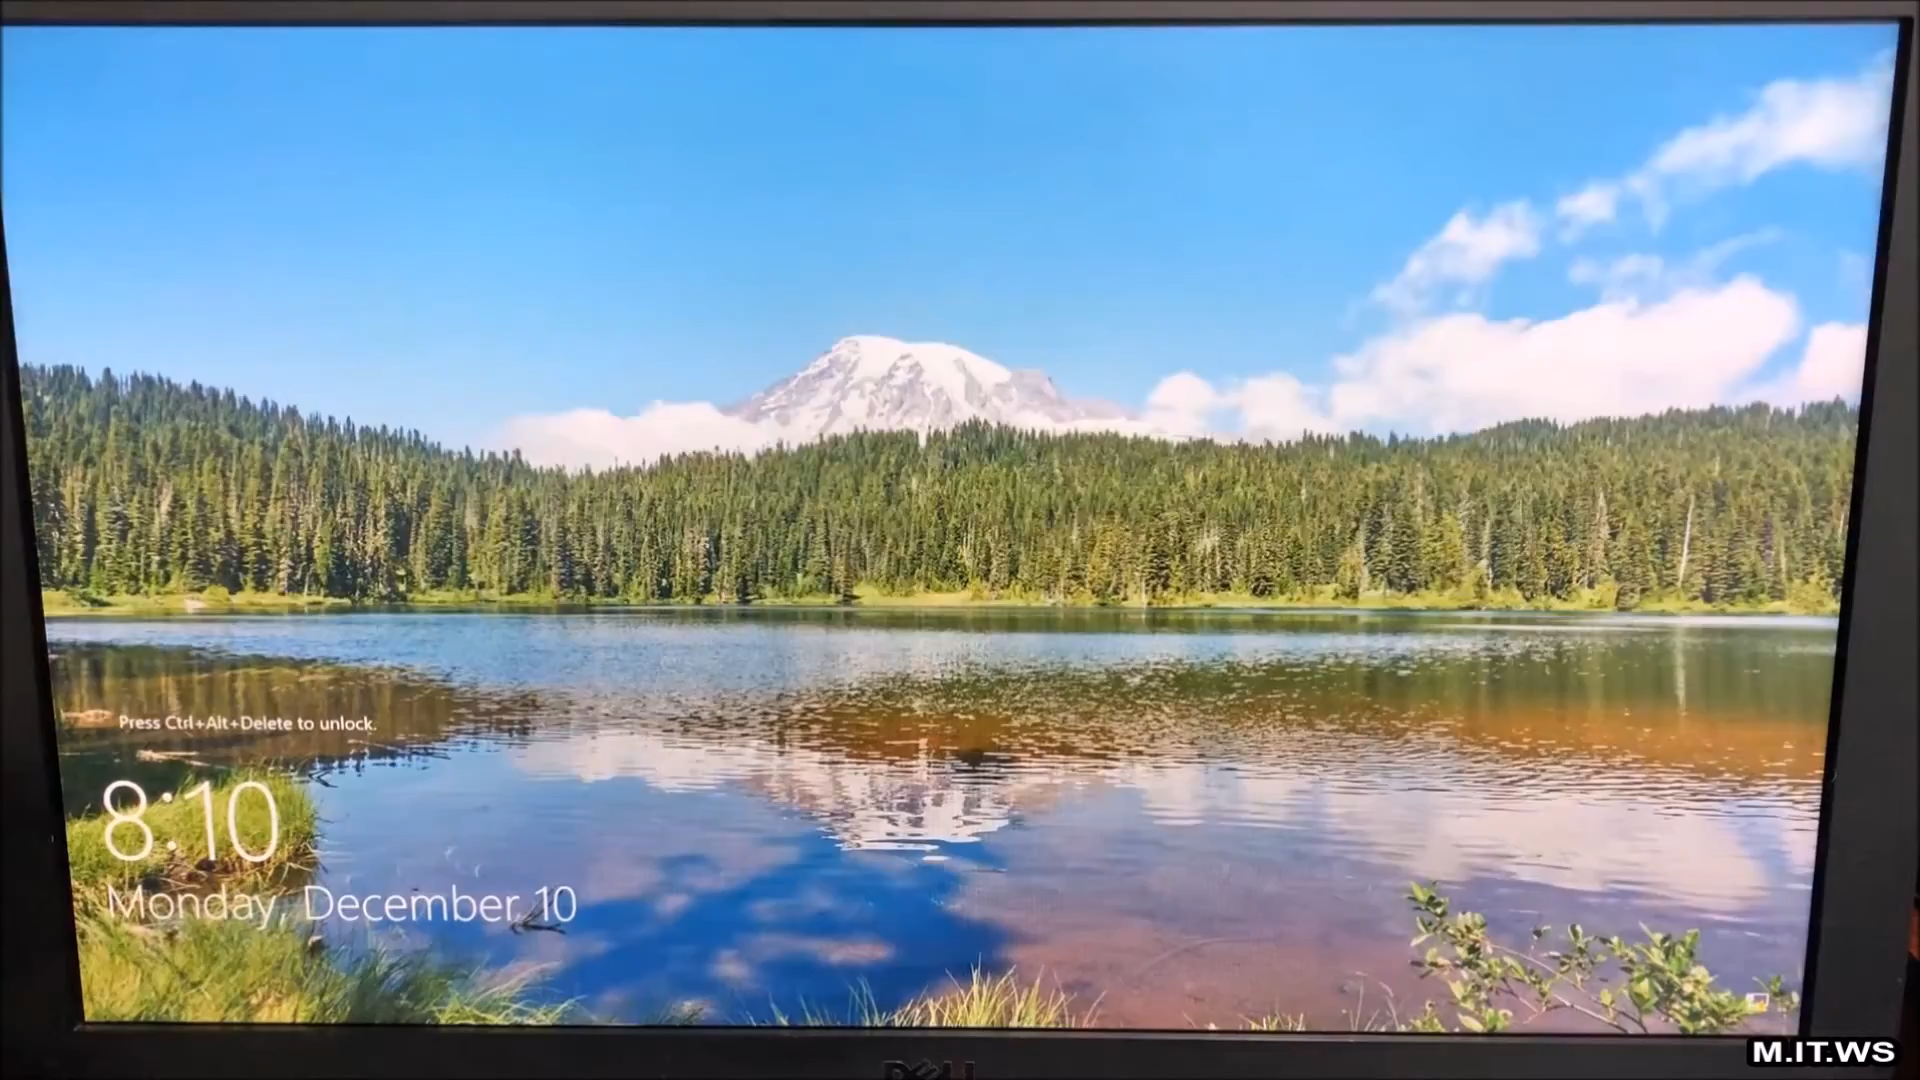 Press Ctrl+Alt+Delete to unlock.
8:10
Monday, December 10
DELL
M.IT.WS